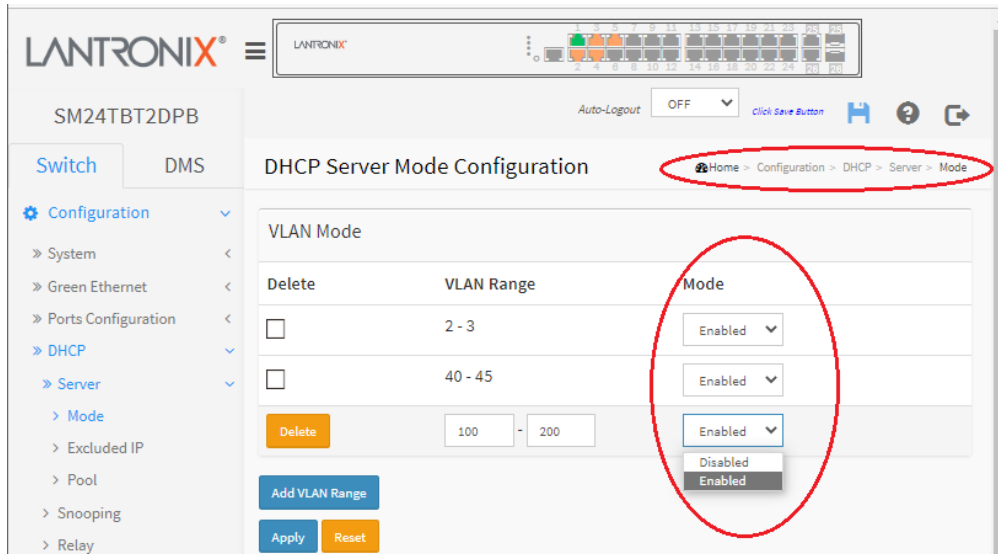 LANTRONIX®
LANTRONIX
1 3 5 7 9 11 13 15 17 19 21 23
2 4 6 8 10 12 14 16 18 20 22 24
SM24TBT2DPB
Auto-Logout OFF Click Save Button
Switch DMS
DHCP Server Mode Configuration
Home > Configuration > DHCP > Server > Mode
Configuration
» System
» Green Ethernet
» Ports Configuration
» DHCP
» Server
> Mode
> Excluded IP
> Pool
> Snooping
> Relay
VLAN Mode
Delete VLAN Range Mode
2 - 3 Enabled
40 - 45 Enabled
Delete 100 - 200 Enabled
Disabled
Enabled
Add VLAN Range
Apply Reset